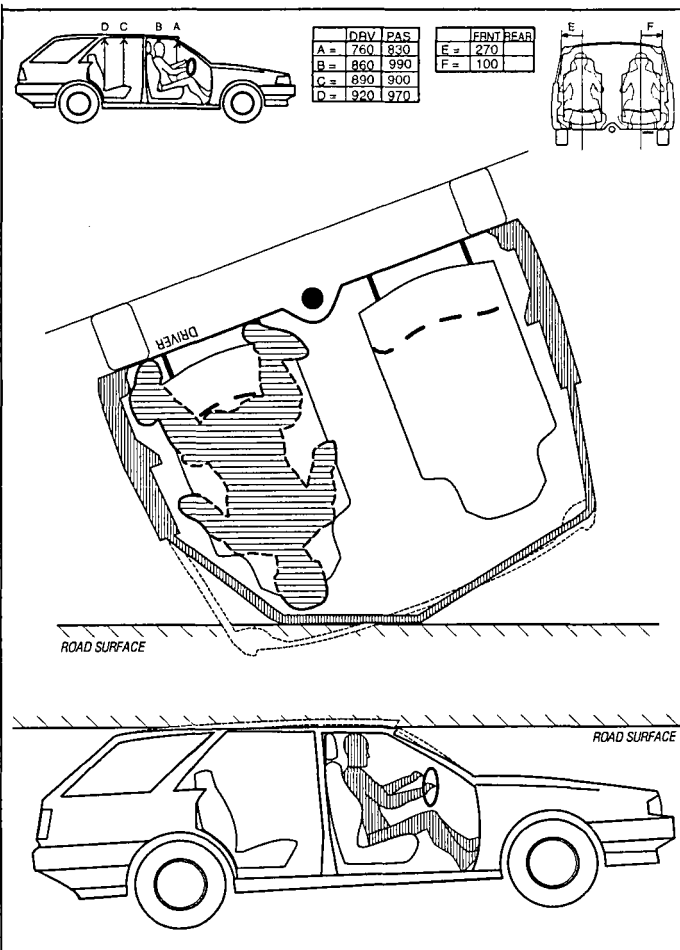 D C B A
DRV PAS
A = 760 830
B = 860 990
C = 890 900
D = 920 970
FRNT REAR
E = 270
F = 100
E F
DRIVER
ROAD SURFACE
ROAD SURFACE